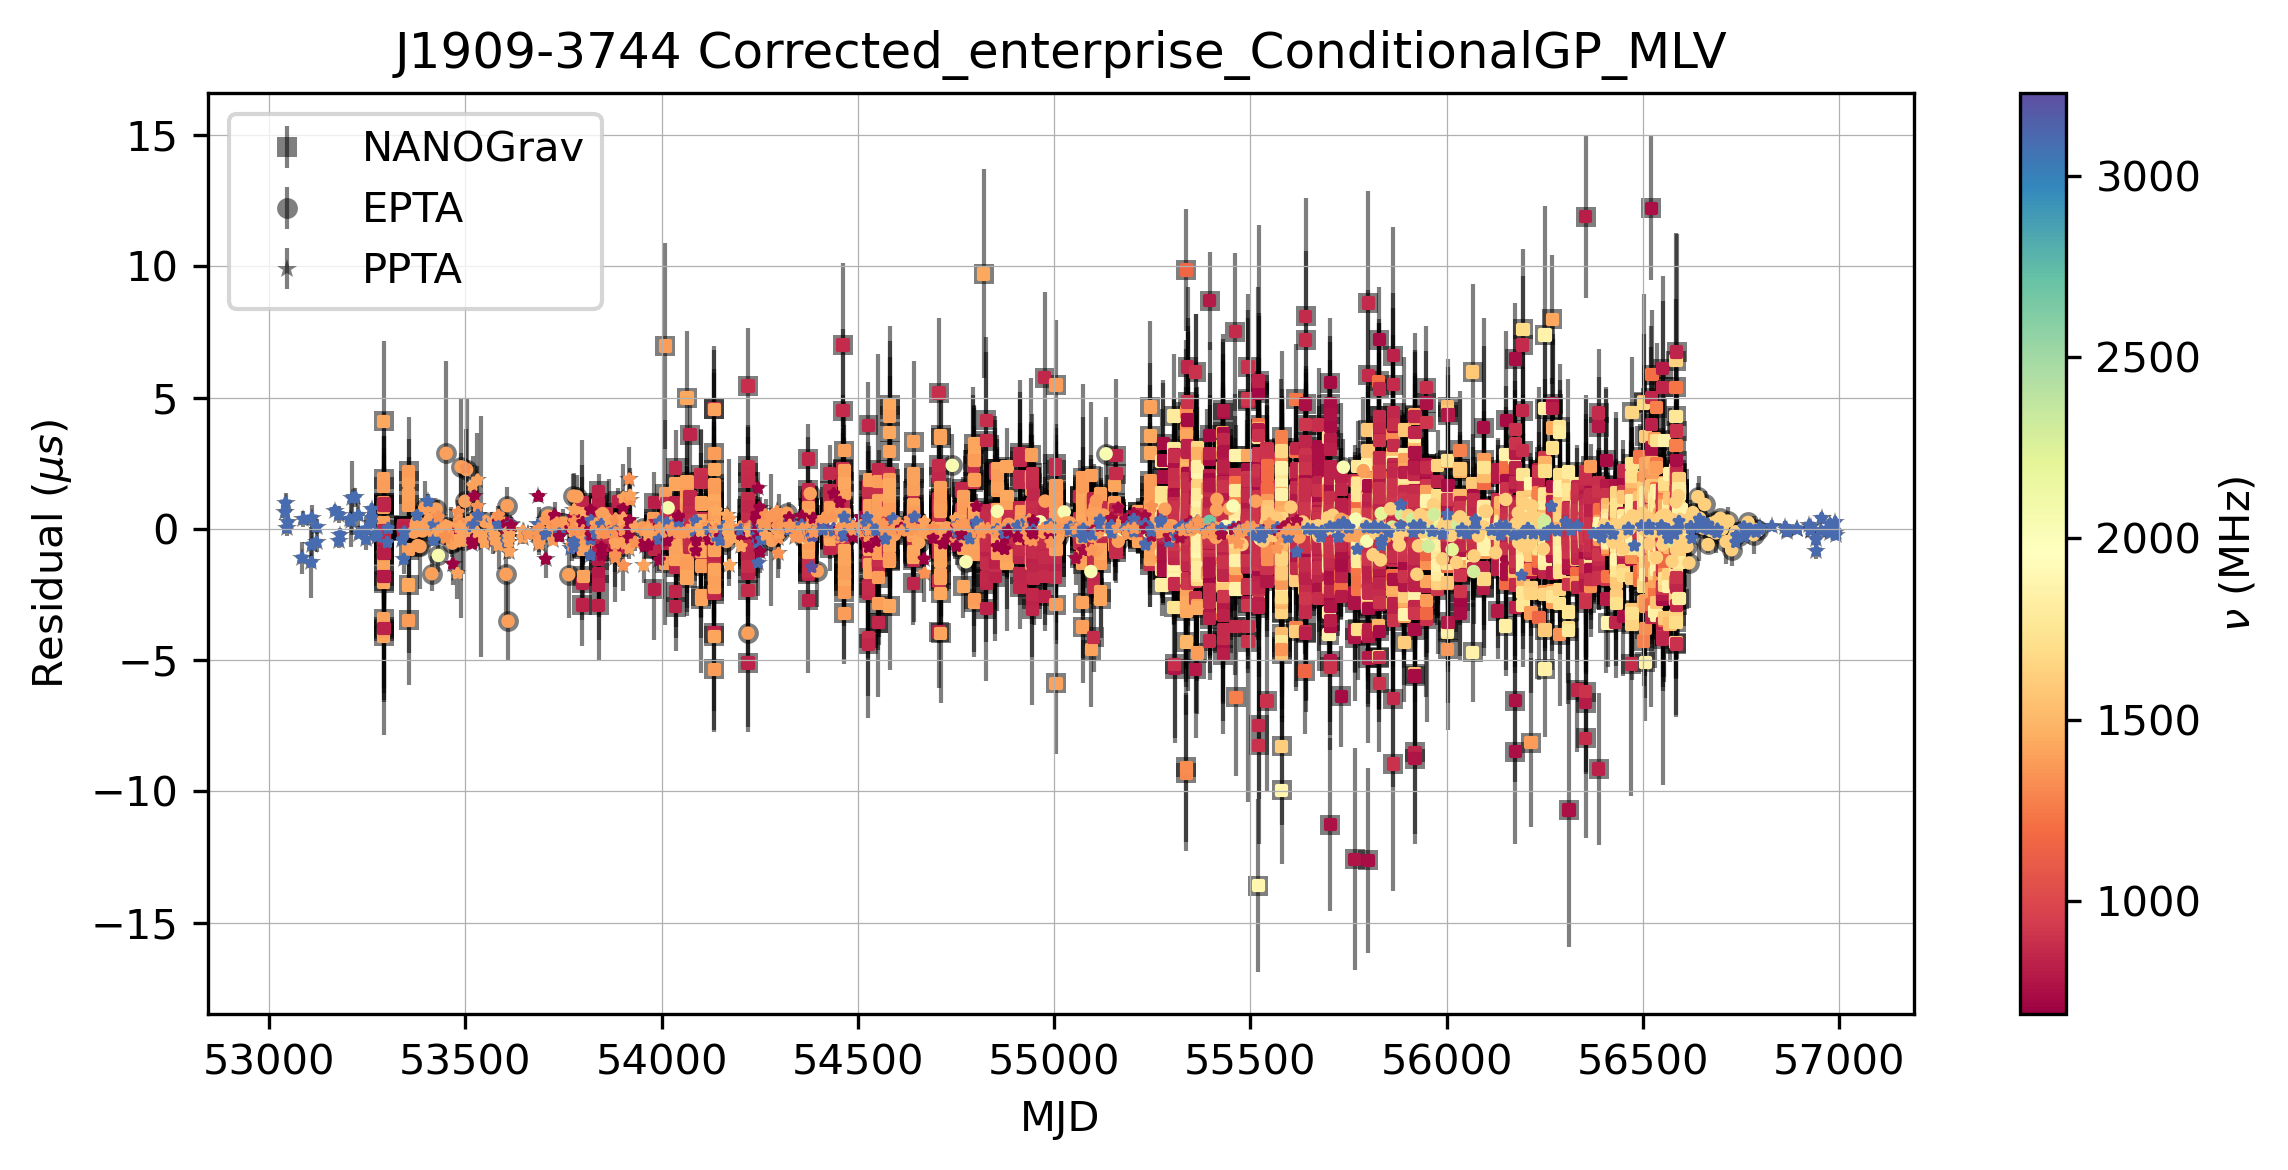 J1909-3744 Corrected_enterprise_ConditionalGP_MLV
NANOGrav
EPTA
PPTA
15
10
5
0
−5
−10
−15
Residual (μs)
53000 53500 54000 54500 55000 55500 56000 56500 57000
MJD
3000
2500
2000
1500
1000
ν (MHz)